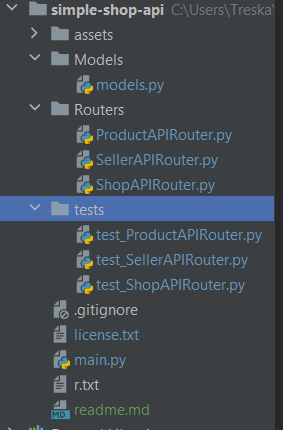 simple-shop-api C:\Users\Treska\
assets
Models
models.py
Routers
ProductAPIRouter.py
SellerAPIRouter.py
ShopAPIRouter.py
tests
test_ProductAPIRouter.py
test_SellerAPIRouter.py
test_ShopAPIRouter.py
.gitignore
license.txt
main.py
r.txt
MD readme.md